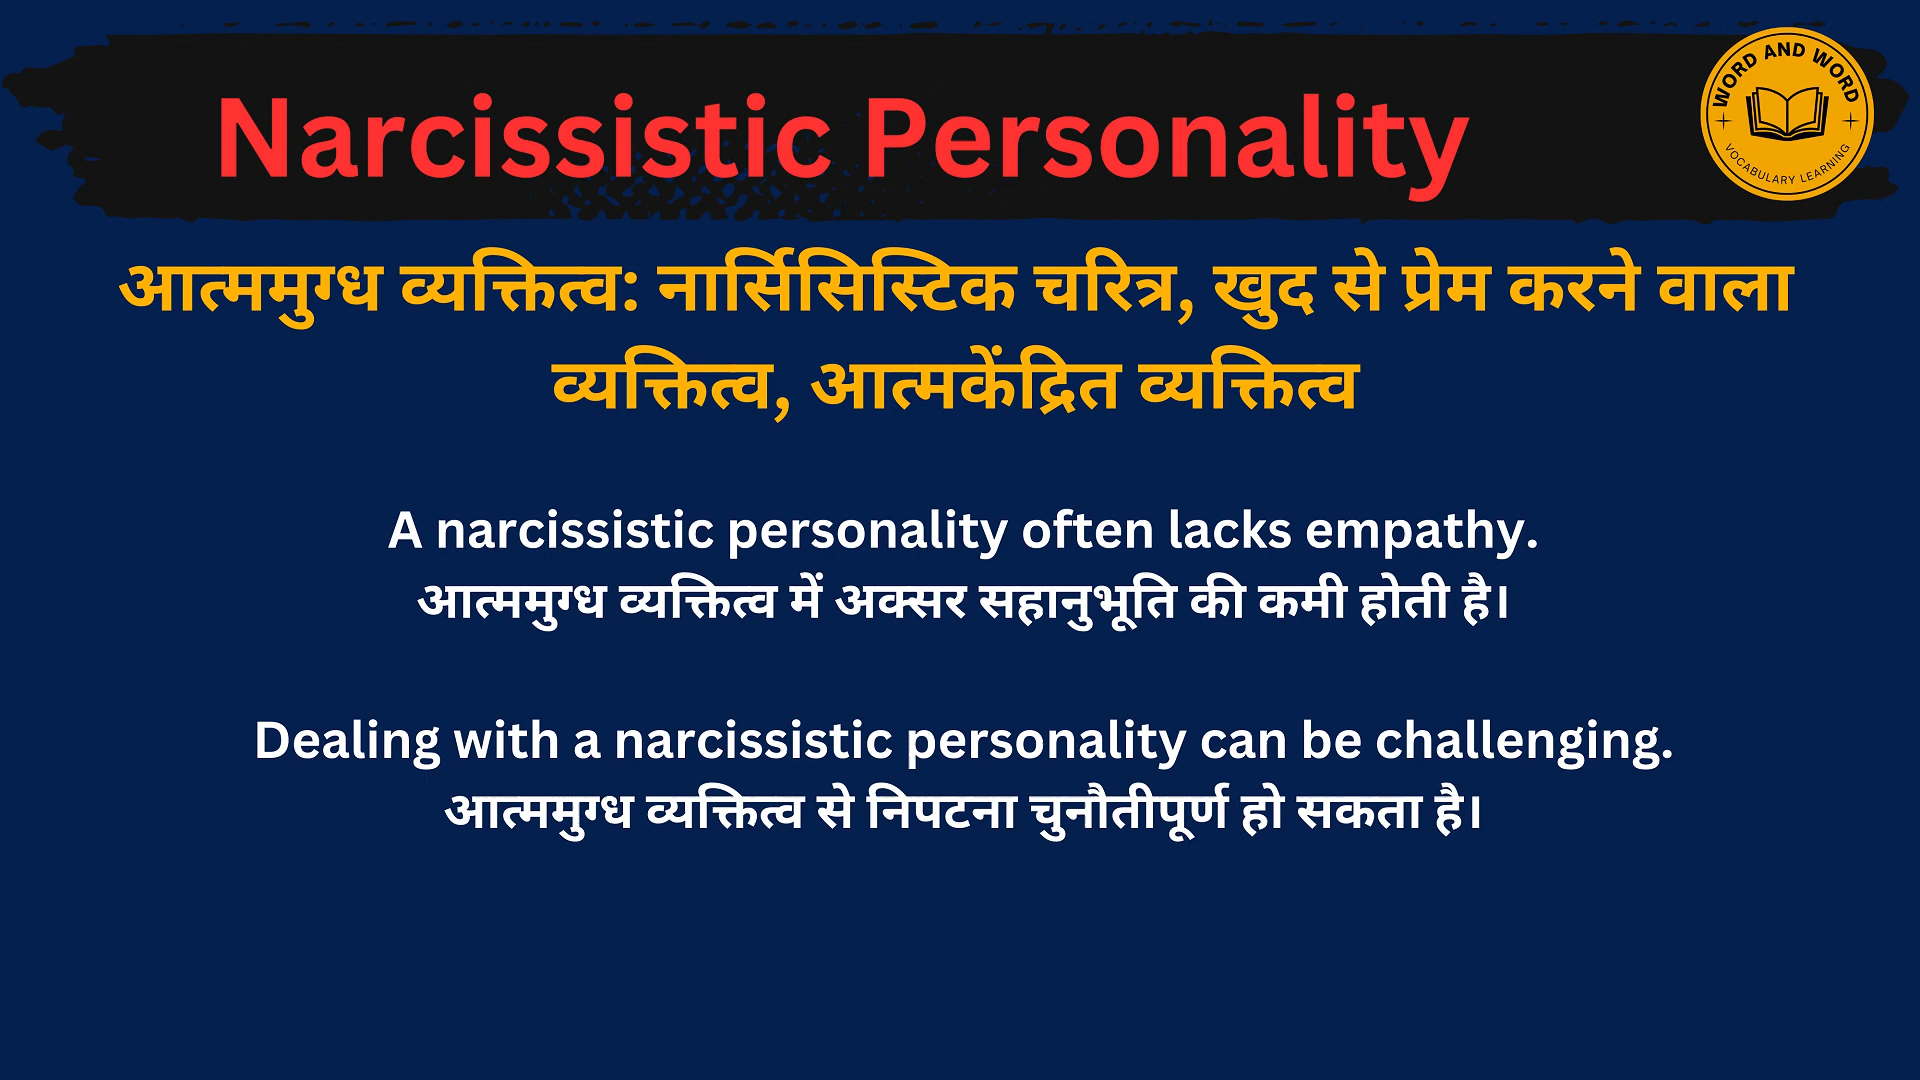 Narcissistic Personality
WORD AND WORD
VOCABULARY LEARNING
आत्ममुग्ध व्यक्तित्व: नार्सिसिस्टिक चरित्र, खुद से प्रेम करने वाला
व्यक्तित्व, आत्मकेंद्रित व्यक्तित्व
A narcissistic personality often lacks empathy.
आत्ममुग्ध व्यक्तित्व में अक्सर सहानुभूति की कमी होती है।
Dealing with a narcissistic personality can be challenging.
आत्ममुग्ध व्यक्तित्व से निपटना चुनौतीपूर्ण हो सकता है।